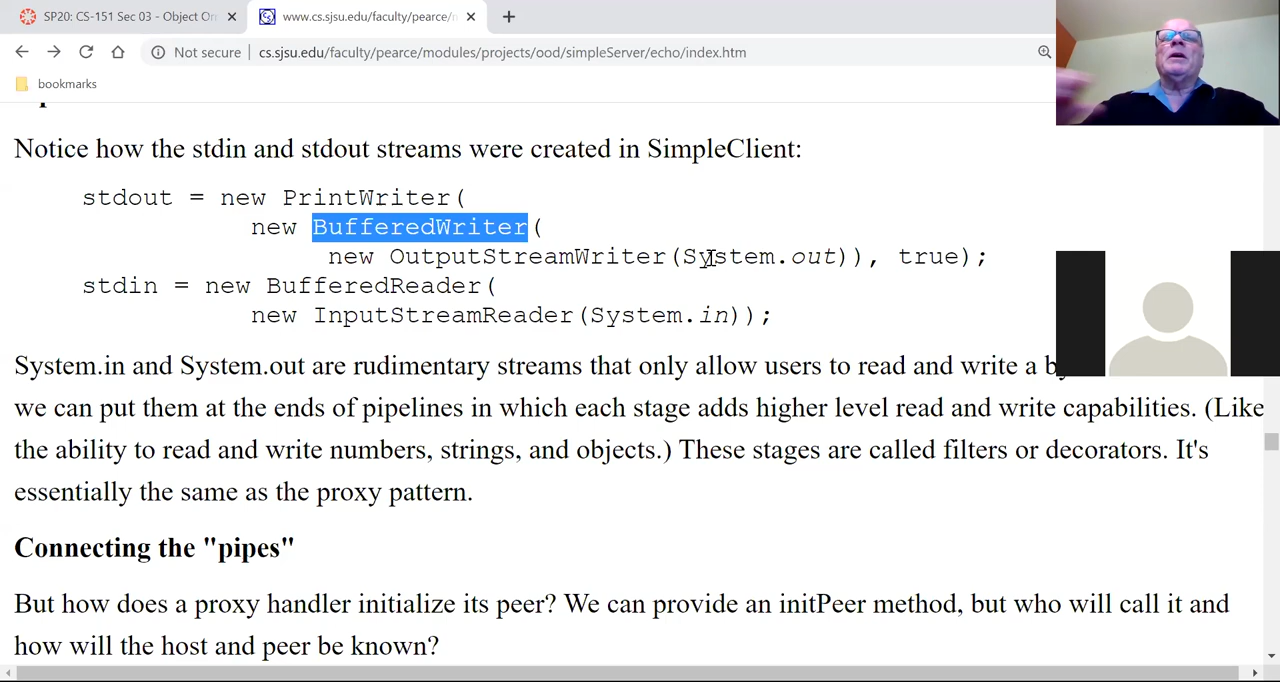 SP20: CS-151 Sec 03 - Object Or
www.cs.sjsu.edu/faculty/pearce/
Not secure
cs.sjsu.edu/faculty/pearce/modules/projects/ood/simpleServer/echo/index.htm
bookmarks
Notice how the stdin and stdout streams were created in SimpleClient:
stdout = new PrintWriter(
new BufferedWriter(
new OutputStreamWriter(System.out)), true);
stdin = new BufferedReader(
new InputStreamReader(System.in));
System.in and System.out are rudimentary streams that only allow users to read and write a
we can put them at the ends of pipelines in which each stage adds higher level read and write capabilities. (Like
the ability to read and write numbers, strings, and objects.) These stages are called filters or decorators. It's
essentially the same as the proxy pattern.
Connecting the "pipes"
But how does a proxy handler initialize its peer? We can provide an initPeer method, but who will call it and
how will the host and peer be known?